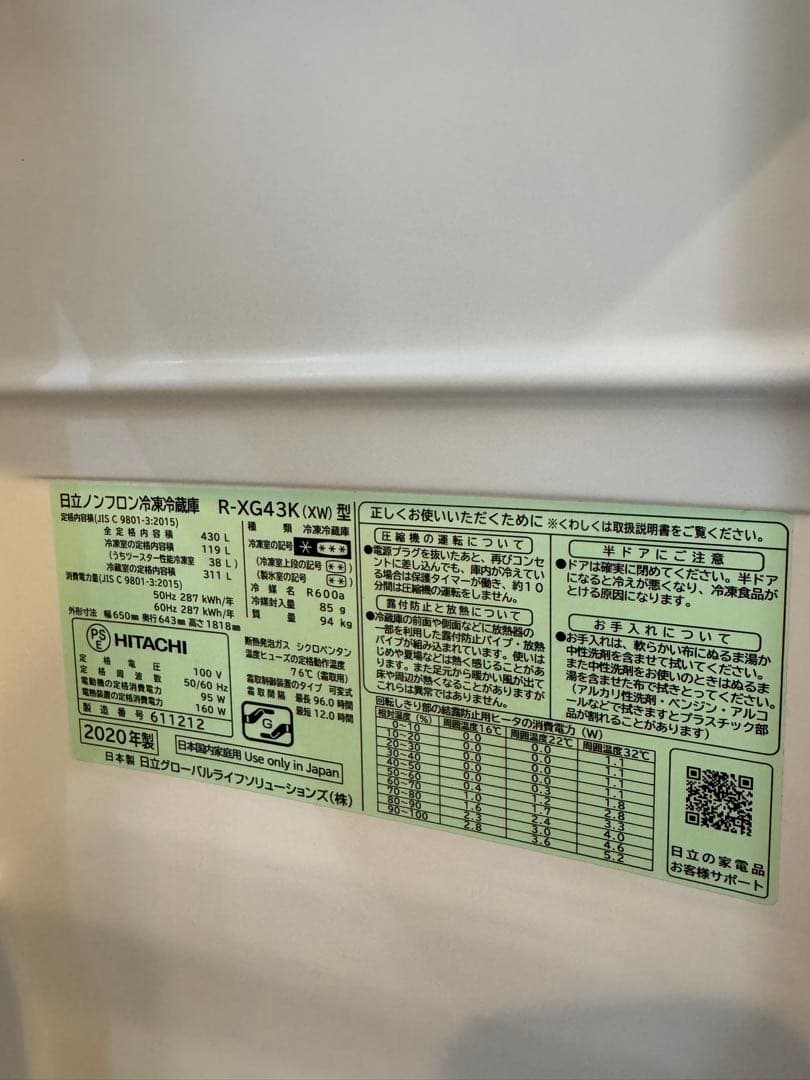 日立ノンフロン冷凍冷蔵庫 R-XG43K(XW)型
定格内容積(JIS C 9801-3:2015)
全定格内容積 430 L
冷凍室の定格内容積 119 L
(うちツースター性能冷凍室 38 L)
冷蔵室の定格内容積 311 L
消費電力量(JIS C 9801-3:2015)
50Hz 287 kWh/年
60Hz 287 kWh/年
外形寸法 幅650㎜ 奥行643㎜ 高さ1818㎜
PS
E
HITACHI
定格電圧 100 V
定格周波数 50/60 Hz
電動機の定格消費電力 95 W
電熱装置の定格消費電力 160 W
製造番号 611212
2020年製
日本国内家庭用 Use only in Japan
日本製 日立グローバルライフソリューションズ(株)
種類 冷凍冷蔵庫
冷凍室の記号 * ***
(冷凍室上段の記号 **)
(製氷室の記号 **)
冷媒名 R600a
冷媒封入量 85 g
質量 94 kg
断熱発泡ガス シクロペンタン
温度ヒューズの定格動作温度
76℃(霜取用)
霜取制御装置のタイプ 可変式
霜取間隔 最長 96.0時間
最短 12.0時間
G
正しくお使いいただくために ※くわしくは取扱説明書をご覧ください。
圧縮機の運転について
●電源プラグを抜いたあと、再びコンセ
ントに差し込んでも、庫内が冷えてい
る場合は保護タイマーが働き、約10
分間は圧縮機の運転をしません。
露付防止と放熱について
●冷蔵庫の前面や側面などに放熱器の
一部を利用した露付防止パイプ・放熱
パイプが組み込まれています。使いは
じめや夏場などは熱く感じることがあ
ります。また足元から暖かい風が出て
床や周辺が熱くなることがありますが
これらは異常ではありません。
半ドアにご注意
●ドアは確実に閉めてください。半ドア
になると冷えが悪くなり、冷凍食品が
とける原因になります。
お手入れについて
●お手入れは、軟らかい布にぬるま湯か
中性洗剤を含ませて拭いてください。
また中性洗剤をお使いのときはぬるま
湯を含ませた布で拭きとってください。
(アルカリ性洗剤・ベンジン・アルコ
ールなどで拭きますとプラスチック部
品が割れることがあります)
回転しきり部の結露防止用ヒータの消費電力(W)
相対湿度(%) 周囲温度16℃ 周囲温度22℃ 周囲温度32℃
0~10 0.0 0.0 1.1
10~20 0.0 0.0 1.1
20~30 0.0 0.0 1.1
30~40 0.0 0.0 1.1
40~50 0.0 0.3 1.8
50~60 0.4 1.2 2.8
60~70 1.0 1.7 3.3
70~80 1.6 2.4 4.0
80~90 2.3 3.0 4.6
90~100 2.8 3.6 5.2
日立の家電品
お客様サポート